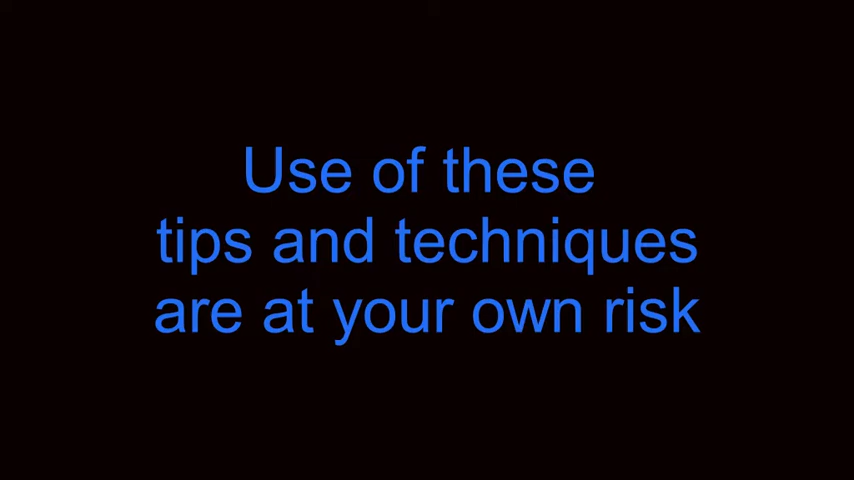 Use of these
tips and techniques
are at your own risk